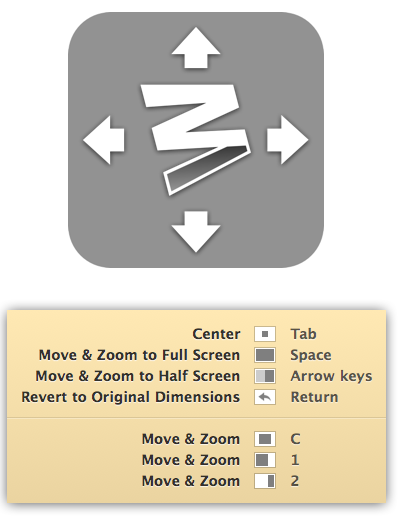 Center Tab
Move & Zoom to Full Screen Space
Move & Zoom to Half Screen Arrow keys
Revert to Original Dimensions Return
Move & Zoom C
Move & Zoom 1
Move & Zoom 2